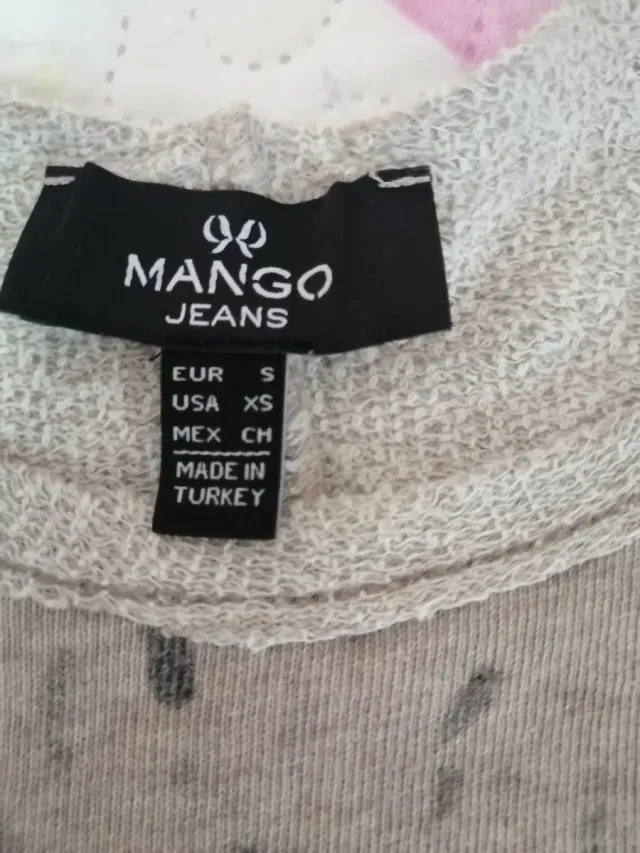 MANGO
JEANS
EUR S
USA XS
MEX CH
MADE IN
TURKEY